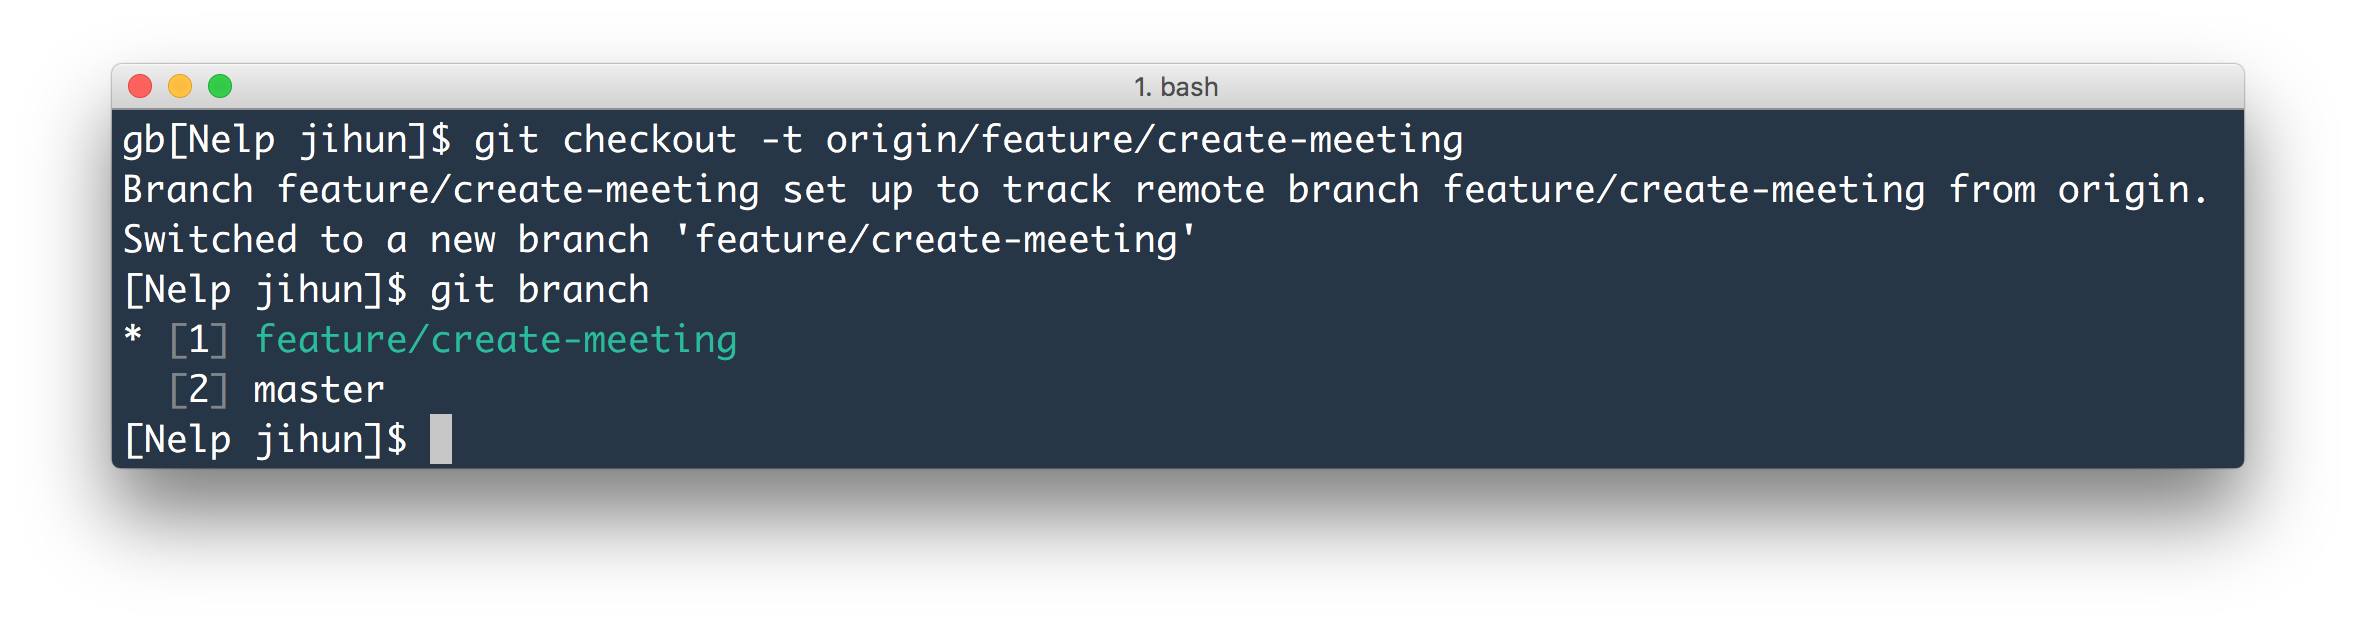 1. bash
gb[Nelp jihun]$ git checkout -t origin/feature/create-meeting
Branch feature/create-meeting set up to track remote branch feature/create-meeting from origin.
Switched to a new branch 'feature/create-meeting'
[Nelp jihun]$ git branch
* [1] feature/create-meeting
  [2] master
[Nelp jihun]$